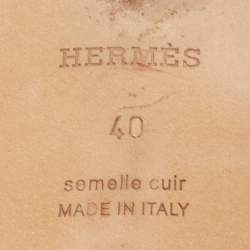 HERMÈS
40
semelle cuir
MADE IN ITALY